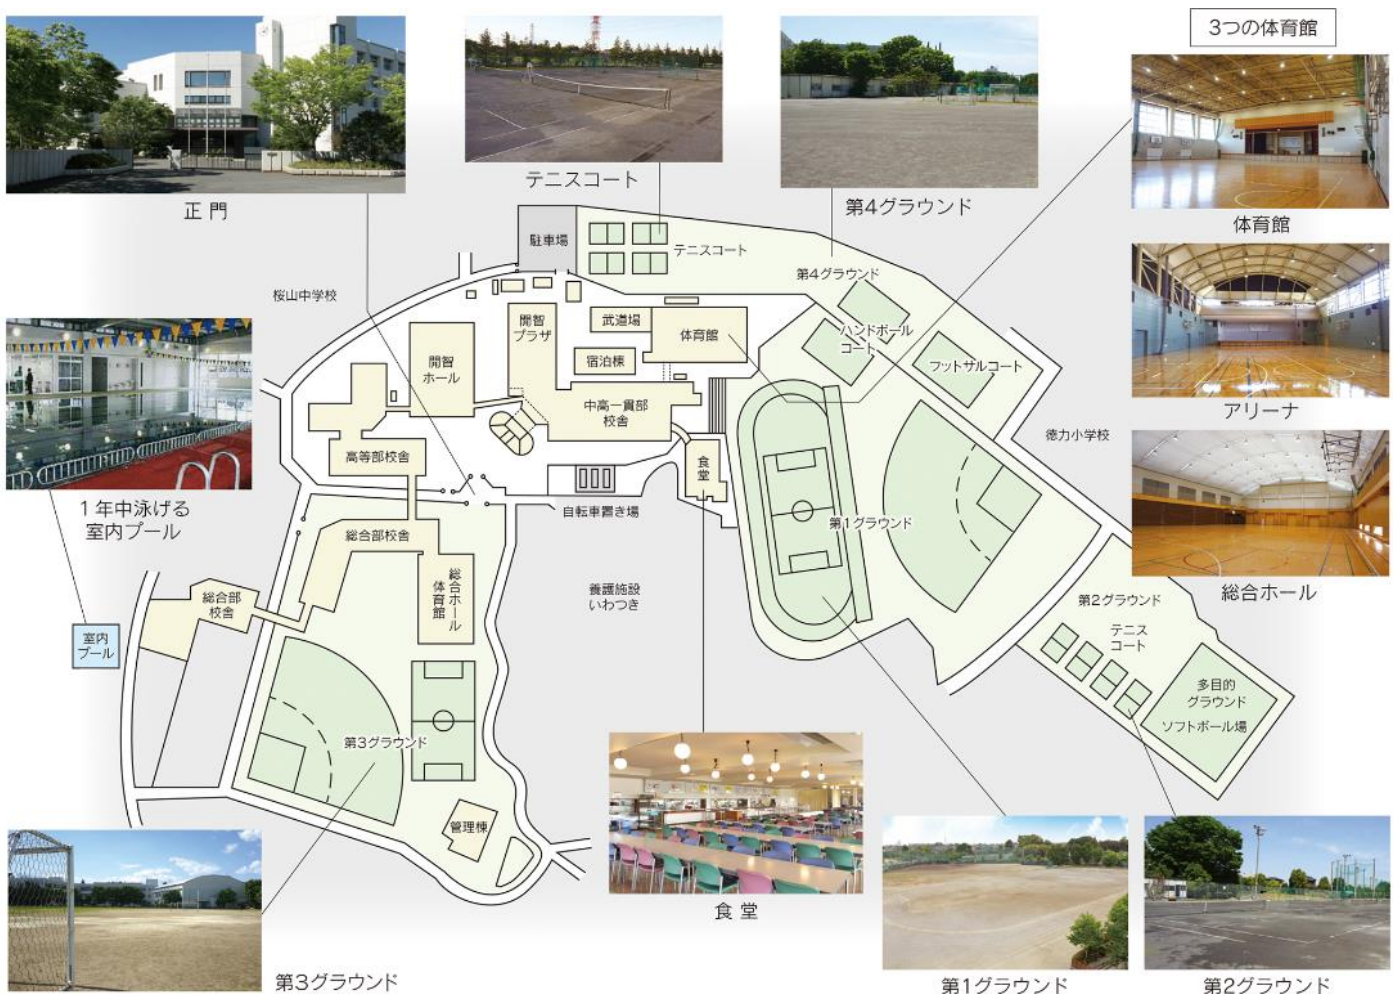 3つの体育館
正門
テニスコート
第4グラウンド
体育館
駐車場
テニスコート
第4グラウンド
桜山中学校
開智
プラザ
武道場
体育館
ハンドボール
コート
開智
ホール
宿泊棟
フットサルコート
アリーナ
中高一貫部
校舎
徳力小学校
高等部校舎
食堂
1年中泳げる
室内プール
自転車置き場
第1グラウンド
総合部校舎
総合ホール
体育館
養護施設
いわつき
総合ホール
総合部
校舎
第2グラウンド
室内
プール
テニス
コート
多目的
グラウンド
ソフトボール場
第3グラウンド
管理棟
食堂
第3グラウンド
第1グラウンド
第2グラウンド